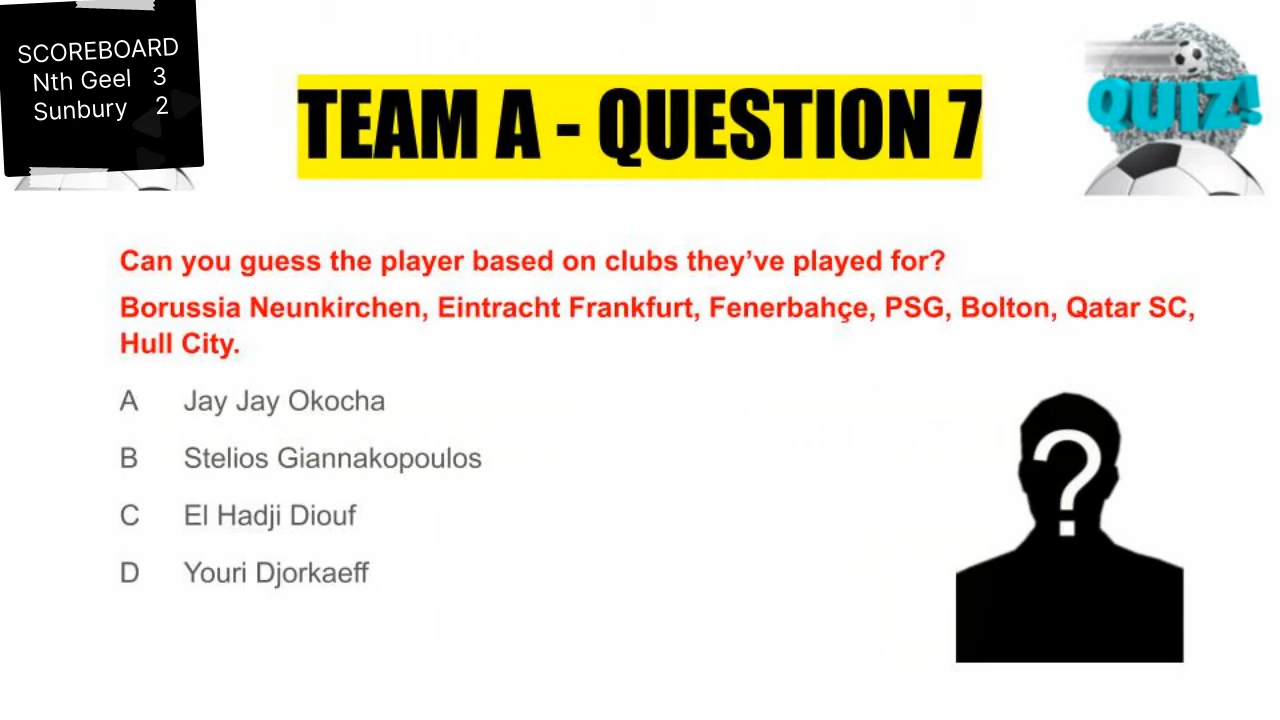 SCOREBOARD
Nth Geel 3
Sunbury 2
TEAM A - QUESTION 7
QUIZ!
Can you guess the player based on clubs they’ve played for?
Borussia Neunkirchen, Eintracht Frankfurt, Fenerbahçe, PSG, Bolton, Qatar SC,
Hull City.
A Jay Jay Okocha
B Stelios Giannakopoulos
C El Hadji Diouf
D Youri Djorkaeff
?